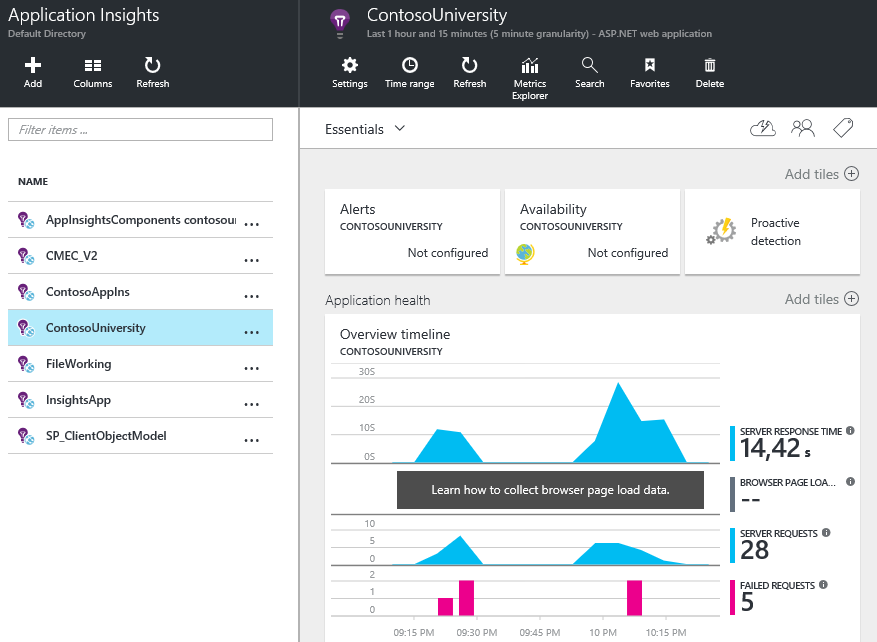 Application Insights
Default Directory
Add
Columns
Refresh
Filter items ...
NAME
AppInsightsComponents contosour ...
CMEC_V2 ...
ContosoAppIns ...
ContosoUniversity ...
FileWorking ...
InsightsApp ...
SP_ClientObjectModel ...
ContosoUniversity
Last 1 hour and 15 minutes (5 minute granularity) - ASP.NET web application
Settings
Time range
Refresh
Metrics
Explorer
Search
Favorites
Delete
Essentials
Add tiles
Alerts
CONTOSOUNIVERSITY
Not configured
Availability
CONTOSOUNIVERSITY
Not configured
Proactive
detection
Application health
Add tiles
Overview timeline
CONTOSOUNIVERSITY
30S
20S
10S
0S
SERVER RESPONSE TIME
14,42 s
Learn how to collect browser page load data.
BROWSER PAGE LOA...
--
10
5
0
SERVER REQUESTS
28
2
1
0
FAILED REQUESTS
5
09:15 PM 09:30 PM 09:45 PM 10 PM 10:15 PM